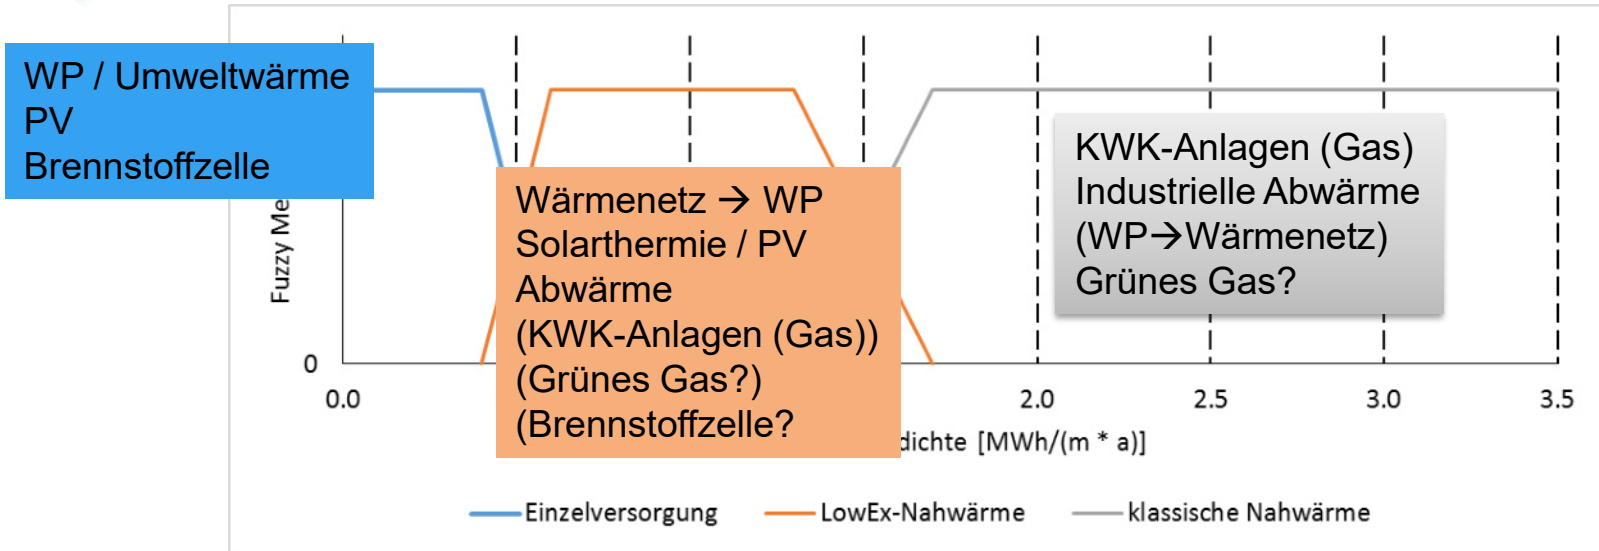 WP / Umweltwärme
PV
Brennstoffzelle
Fuzzy Me
0
Wärmenetz → WP
Solarthermie / PV
Abwärme
(KWK-Anlagen (Gas))
(Grünes Gas?)
(Brennstoffzelle?
KWK-Anlagen (Gas)
Industrielle Abwärme
(WP→Wärmenetz)
Grünes Gas?
0.0 2.0 2.5 3.0 3.5
dichte [MWh/(m * a)]
Einzelversorgung LowEx-Nahwärme klassische Nahwärme